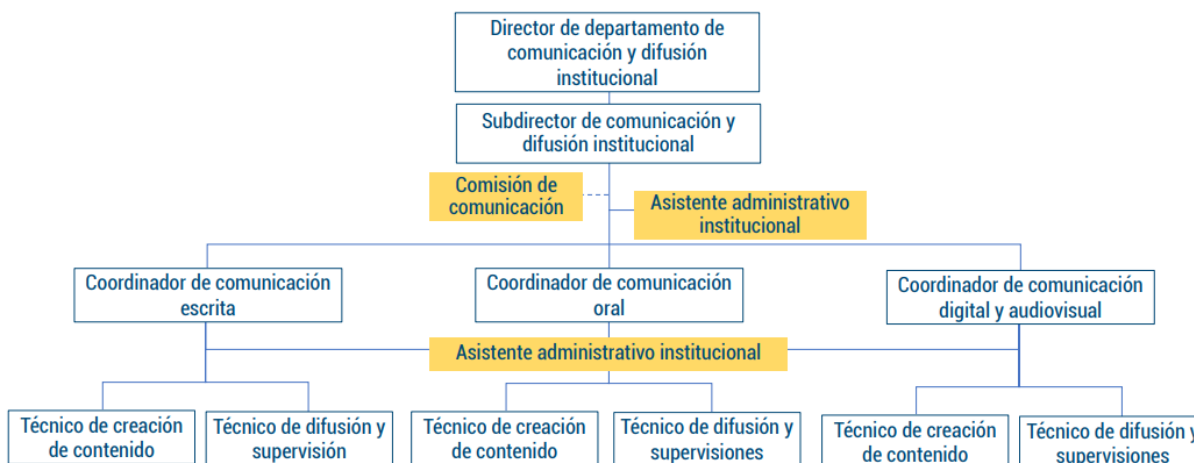 Director de departamento de
comunicación y difusión
institucional
Subdirector de comunicación y
difusión institucional
Comisión de
comunicación
Asistente administrativo
institucional
Coordinador de comunicación
escrita
Coordinador de comunicación
oral
Coordinador de comunicación
digital y audiovisual
Asistente administrativo institucional
Técnico de creación
de contenido
Técnico de difusión y
supervisión
Técnico de creación
de contenido
Técnico de difusión y
supervisiones
Técnico de creación
de contenido
Técnico de difusión y
supervisiones